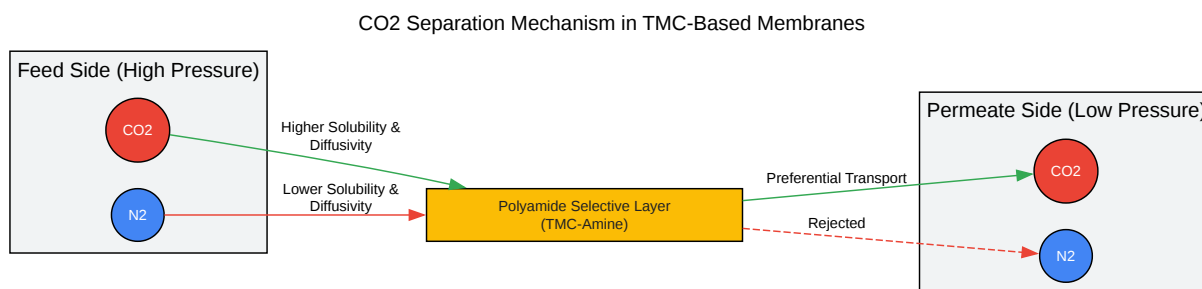 CO2 Separation Mechanism in TMC-Based Membranes
Feed Side (High Pressure)
CO2
N2
Higher Solubility &
Diffusivity
Lower Solubility &
Diffusivity
Polyamide Selective Layer
(TMC-Amine)
Preferential Transport
Rejected
Permeate Side (Low Pressure)
CO2
N2